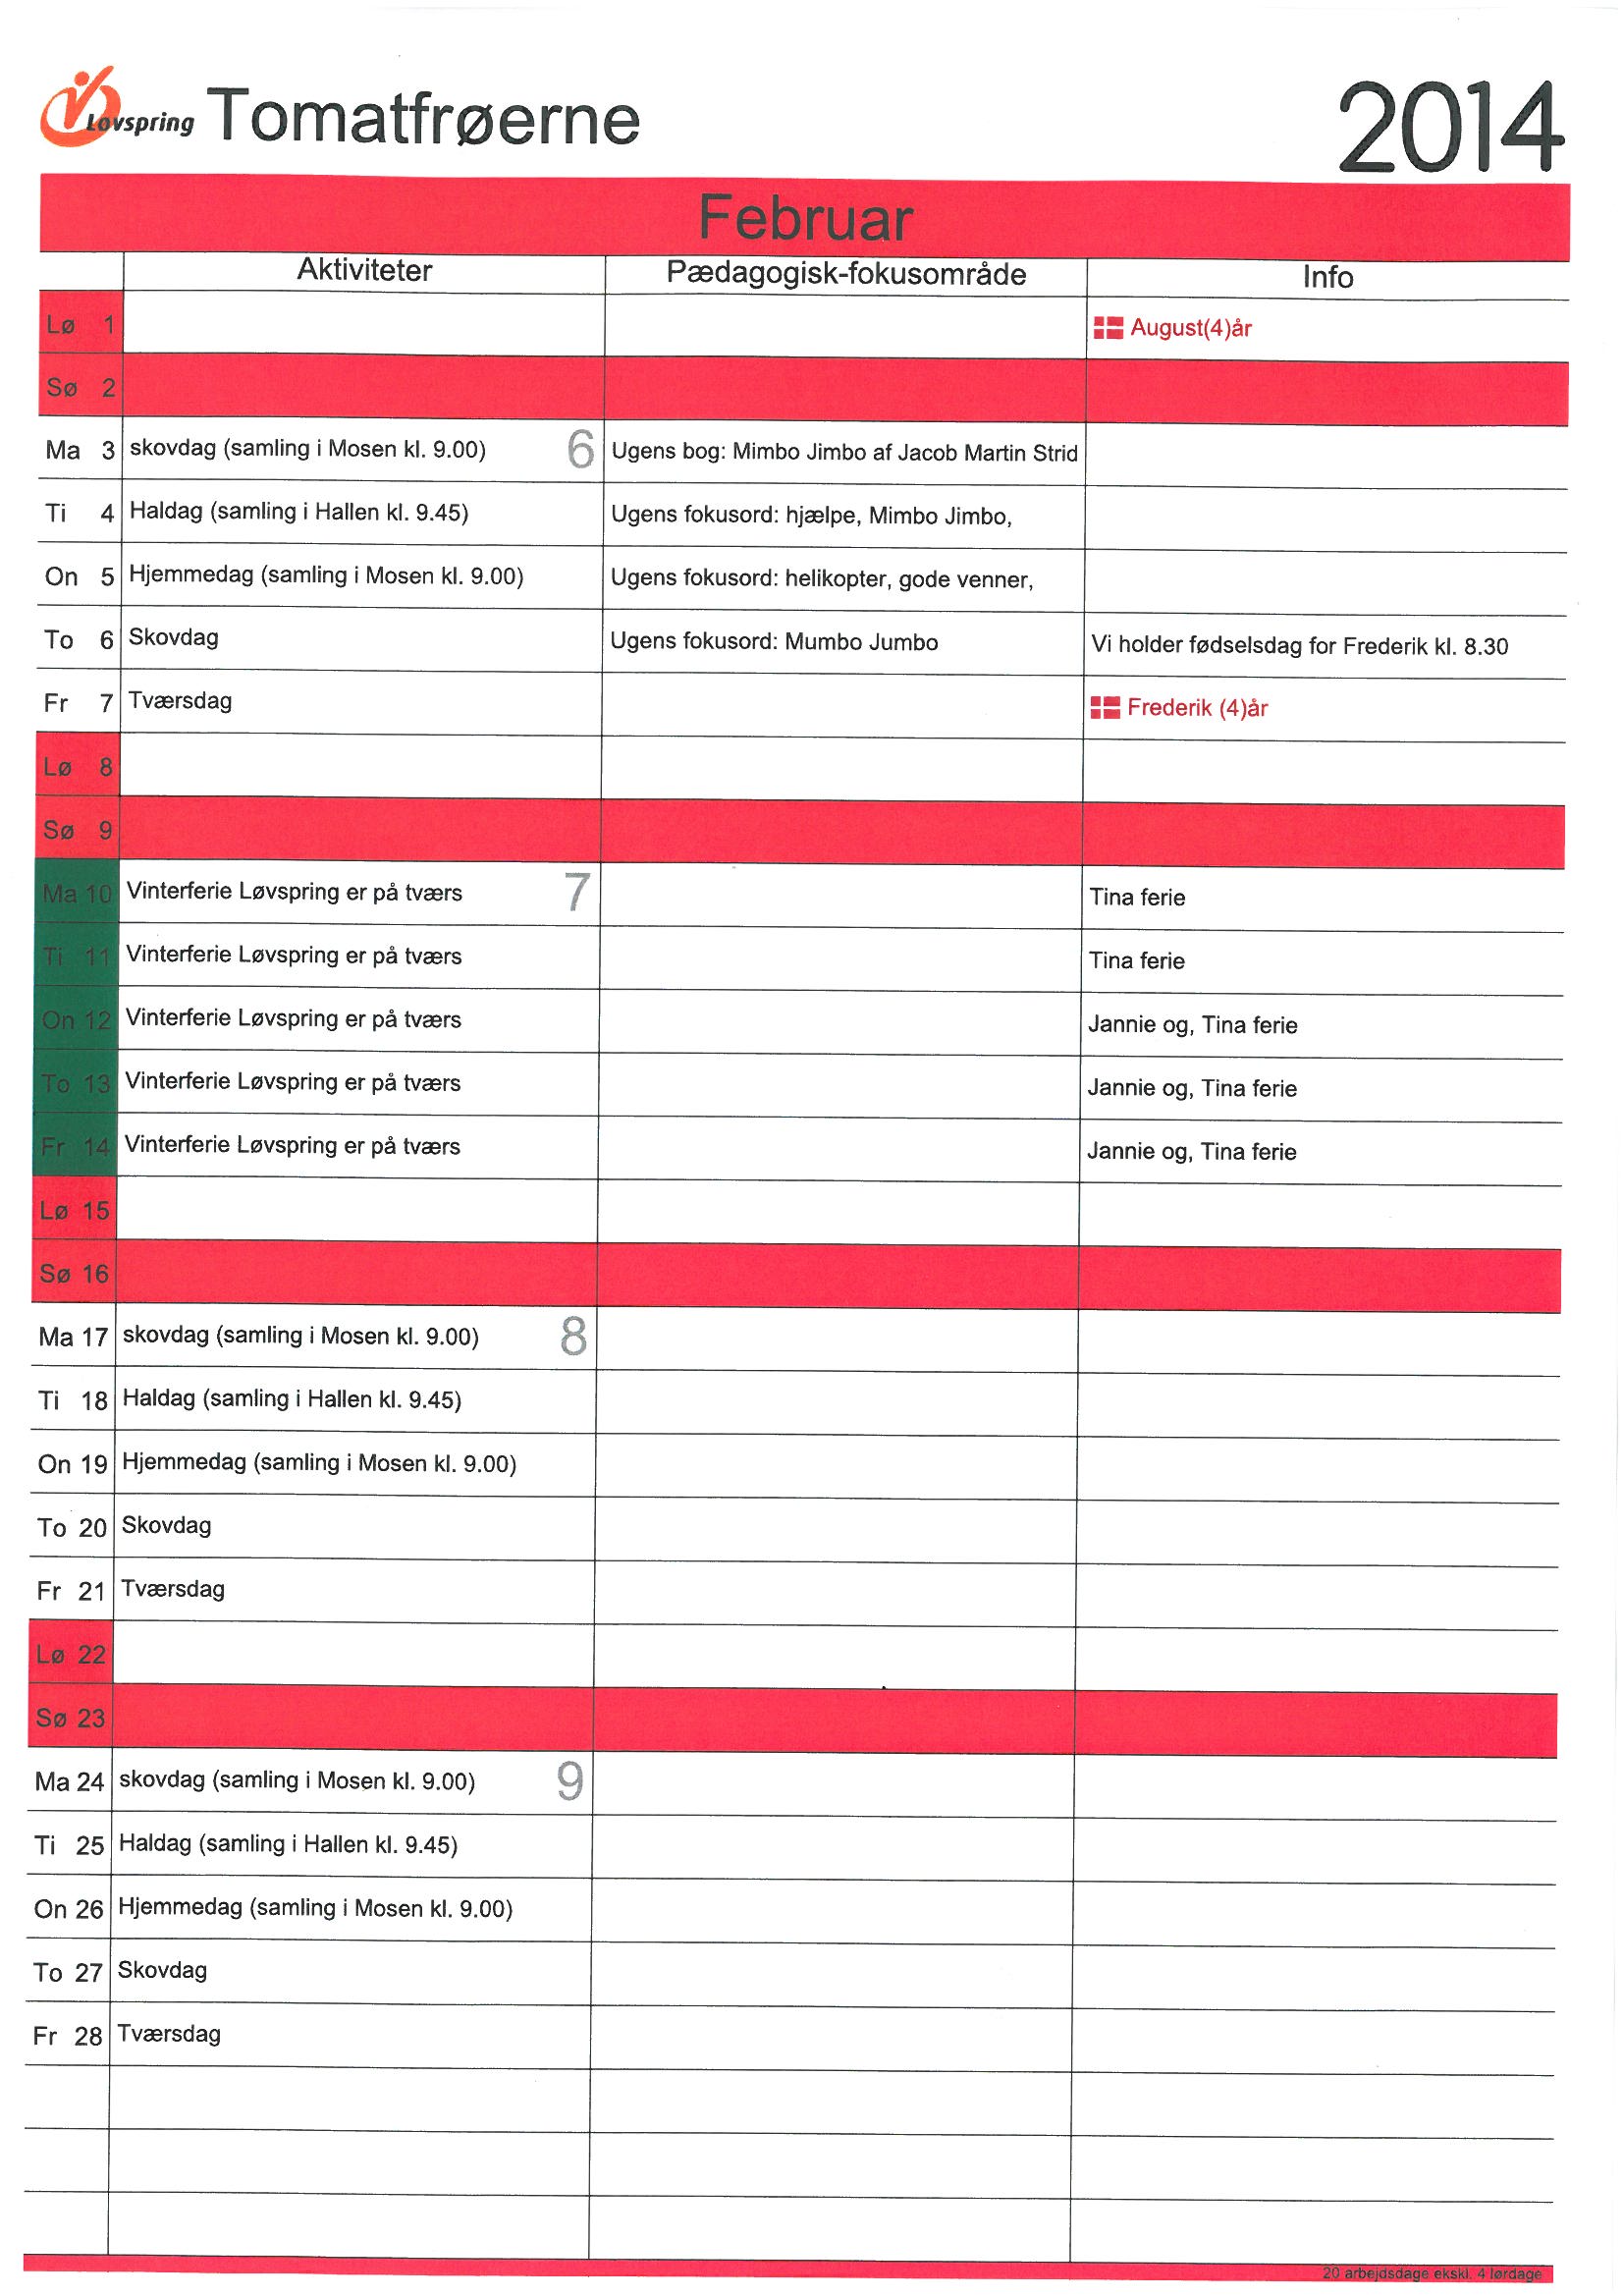 Løvspring Tomatfrøerne 2014
Februar
Aktiviteter Pædagogisk-fokusområde Info
Lø 1 August(4)år
Sø 2
Ma 3 skovdag (samling i Mosen kl. 9.00) 6 Ugens bog: Mimbo Jimbo af Jacob Martin Strid
Ti 4 Haldag (samling i Hallen kl. 9.45) Ugens fokusord: hjælpe, Mimbo Jimbo,
On 5 Hjemmedag (samling i Mosen kl. 9.00) Ugens fokusord: helikopter, gode venner,
To 6 Skovdag Ugens fokusord: Mumbo Jumbo Vi holder fødselsdag for Frederik kl. 8.30
Fr 7 Tværsdag Frederik (4)år
Lø 8
Sø 9
Ma 10 Vinterferie Løvspring er på tværs 7 Tina ferie
Ti 11 Vinterferie Løvspring er på tværs Tina ferie
On 12 Vinterferie Løvspring er på tværs Jannie og, Tina ferie
To 13 Vinterferie Løvspring er på tværs Jannie og, Tina ferie
Fr 14 Vinterferie Løvspring er på tværs Jannie og, Tina ferie
Lø 15
Sø 16
Ma 17 skovdag (samling i Mosen kl. 9.00) 8
Ti 18 Haldag (samling i Hallen kl. 9.45)
On 19 Hjemmedag (samling i Mosen kl. 9.00)
To 20 Skovdag
Fr 21 Tværsdag
Lø 22
Sø 23
Ma 24 skovdag (samling i Mosen kl. 9.00) 9
Ti 25 Haldag (samling i Hallen kl. 9.45)
On 26 Hjemmedag (samling i Mosen kl. 9.00)
To 27 Skovdag
Fr 28 Tværsdag
20 arbejdsdage ekskl. 4 lørdage